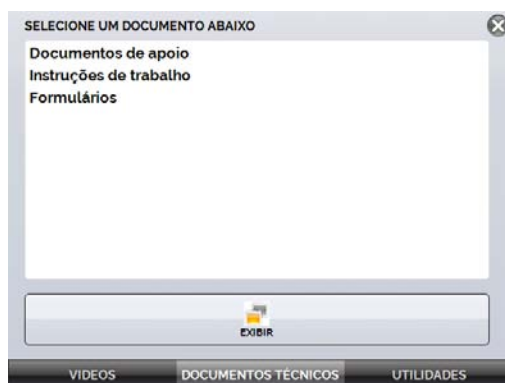 SELECIONE UM DOCUMENTO ABAIXO
Documentos de apoio
Instruções de trabalho
Formulários
EXIBIR
VIDEOS DOCUMENTOS TÉCNICOS UTILIDADES